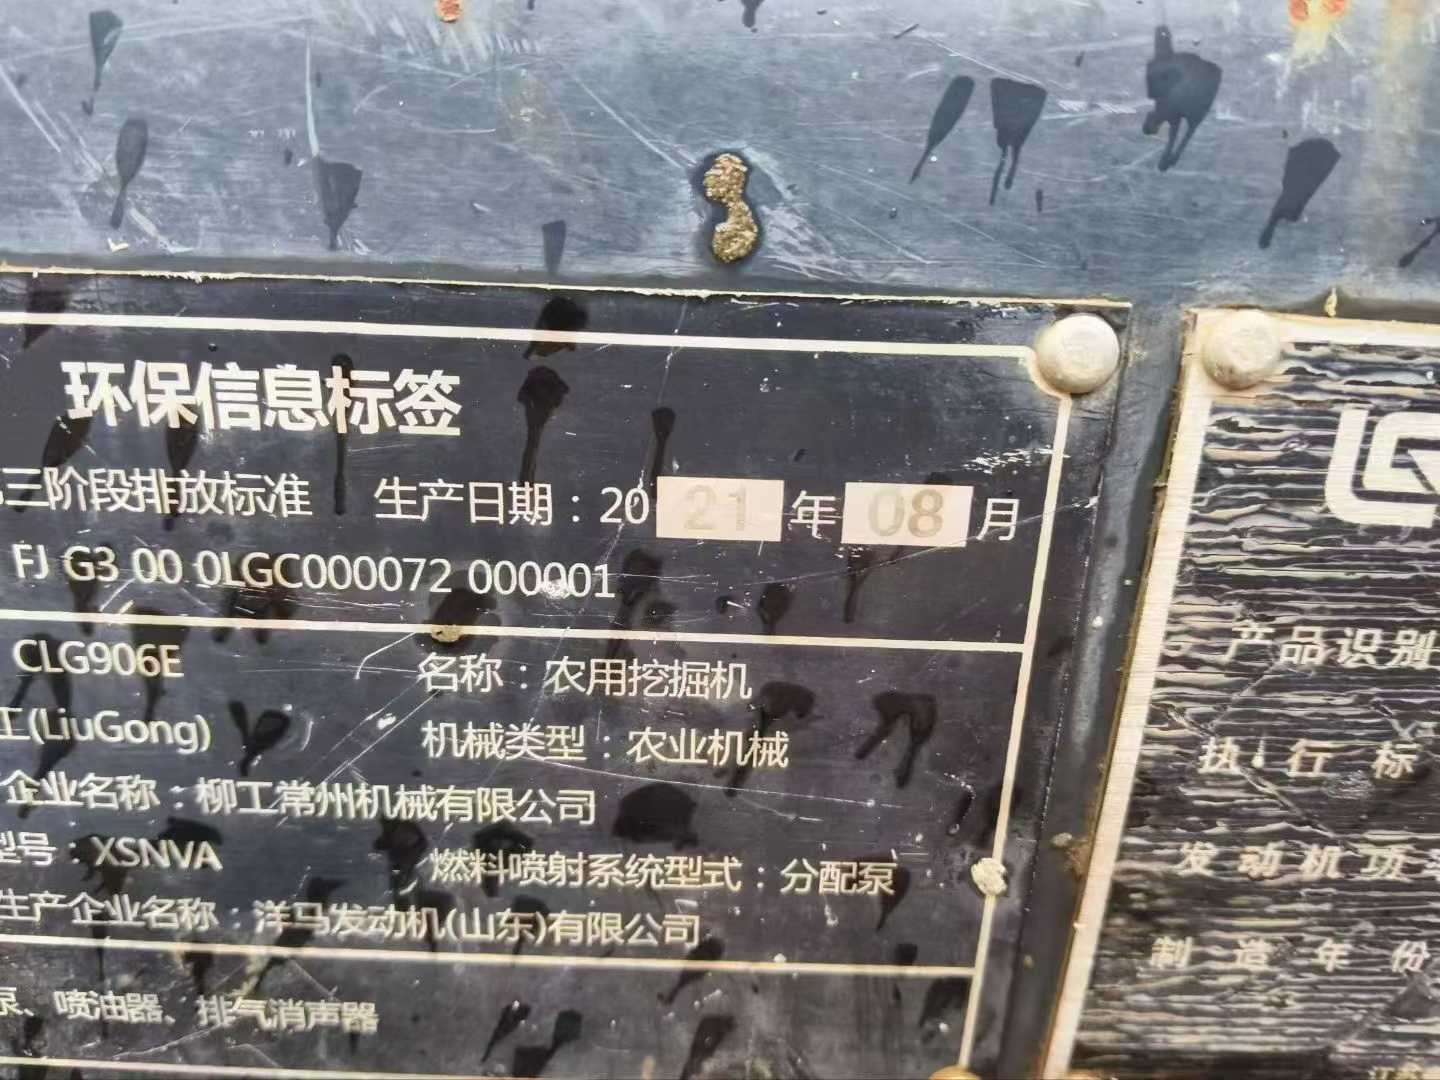 环保信息标签
三阶段排放标准 生产日期：2021年08月
FJ G3 00 0LGC000072 000001
CLG906E 名称：农用挖掘机
工(LiuGong) 机械类型：农业机械
企业名称：柳工常州机械有限公司
型号：XSNVA 燃料喷射系统型式：分配泵
生产企业名称：洋马发动机(山东)有限公司
泵、喷油器、排气消声器
产品识别
执行标
发动机功
制造年份
江苏